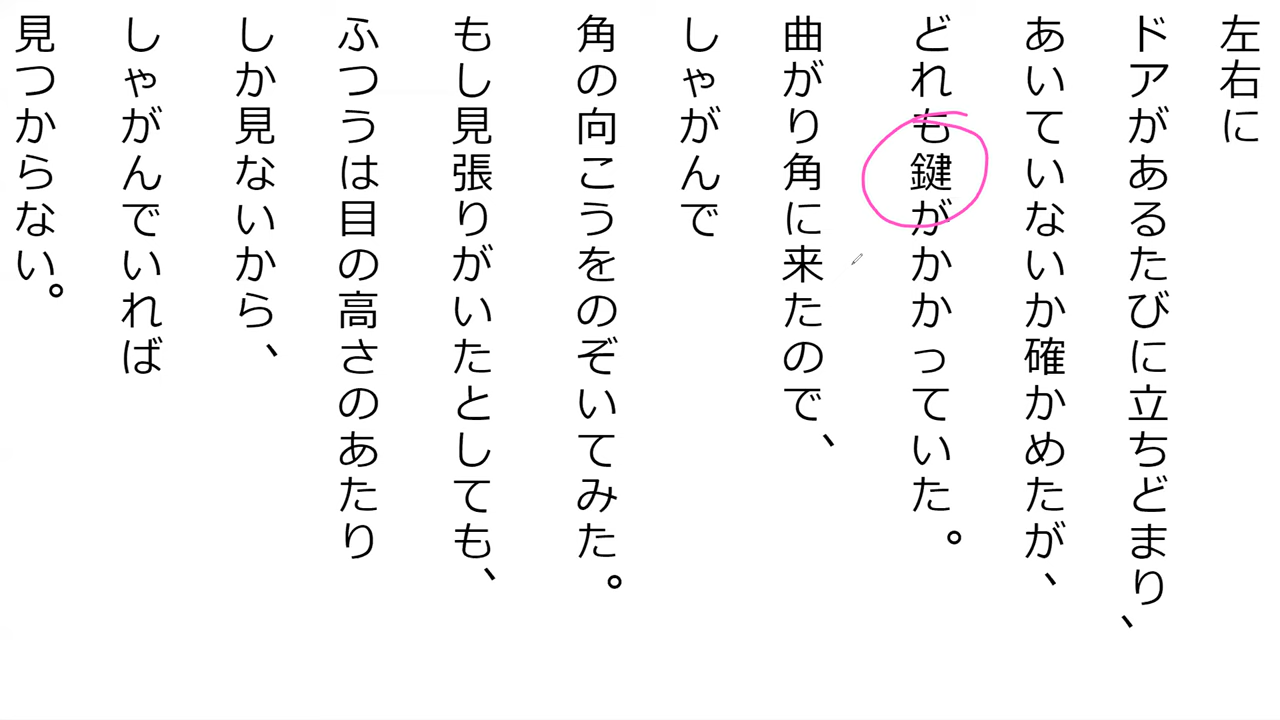 左右に
ドアがあるたびに立ちどまり、
あいていないか確かめたが、
どれも鍵がかかっていた。
曲がり角に来たので、
しゃがんで
角の向こうをのぞいてみた。
もし見張りがいたとしても、
ふつうは目の高さのあたり
しか見ないから、
しゃがんでいれば
見つからない。